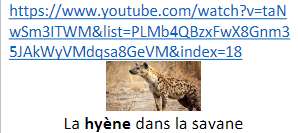 https://www.youtube.com/watch?v=taN
wSm3ITWM&list=PLMb4QBzxFwX8Gnm3
5JAkWyVMdqsa8GeVM&index=18
La hyène dans la savane